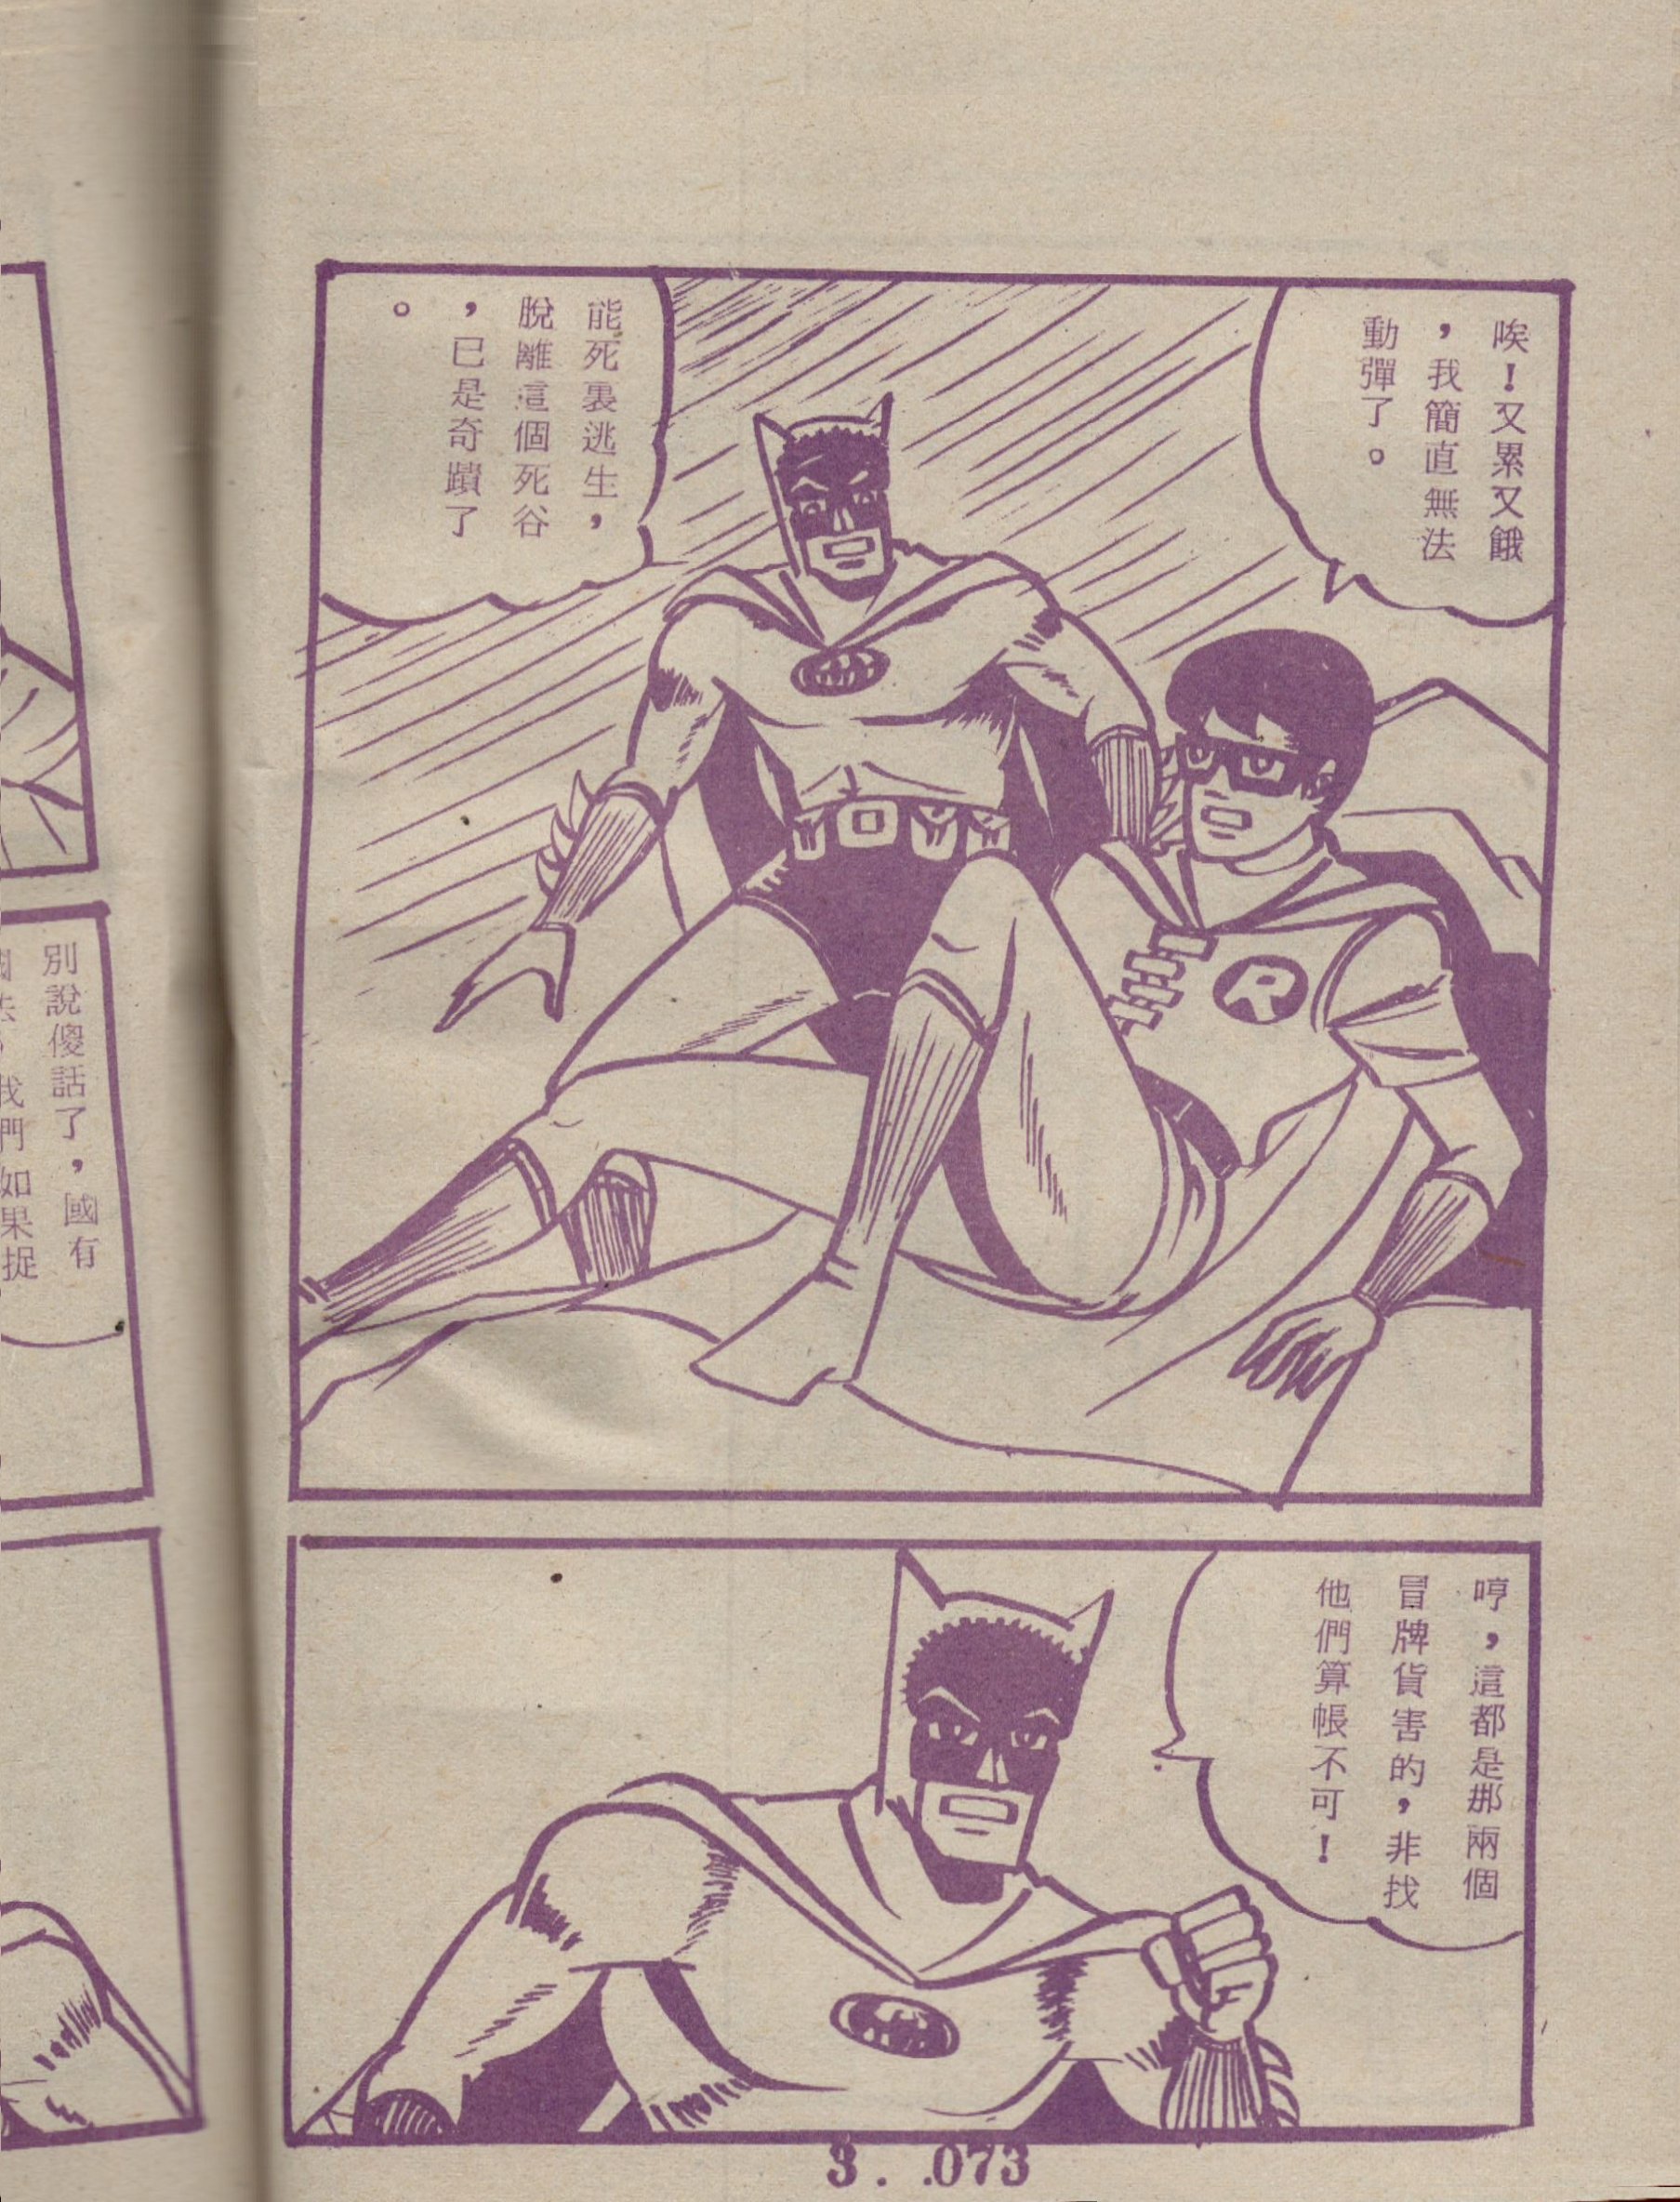 唉！又累又餓
，我簡直無法
動彈了。
能死裏逃生，
脫離這個死谷
，已是奇蹟了
。
R
哼，這都是那兩個
冒牌貨害的，非找
他們算帳不可！
3..073
別說傻話了，國有
我們如果捉